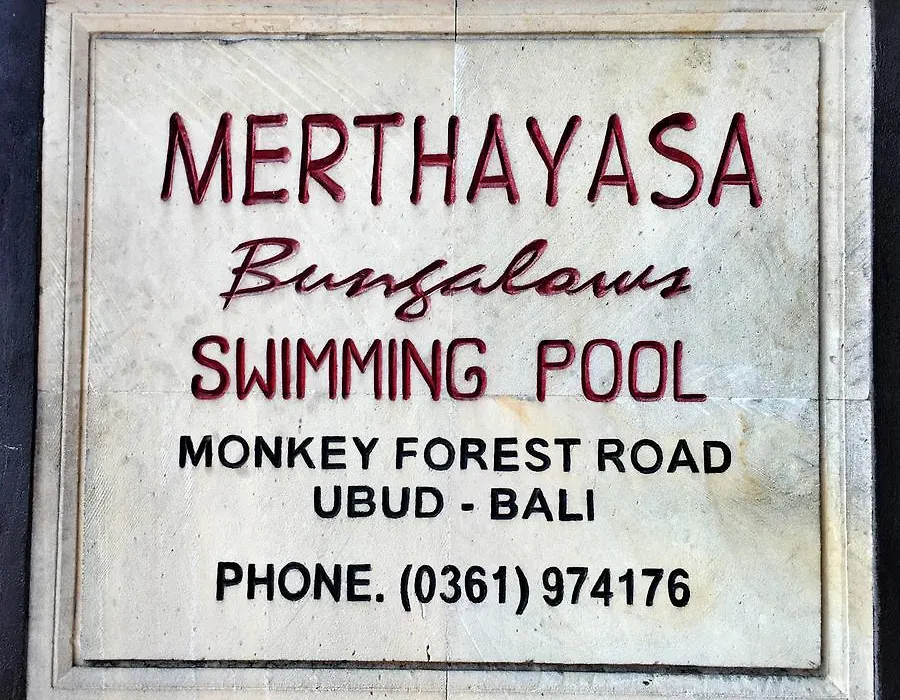 MERTHAYASA
Bungalows
SWIMMING POOL
MONKEY FOREST ROAD
UBUD - BALI
PHONE. (0361) 974176